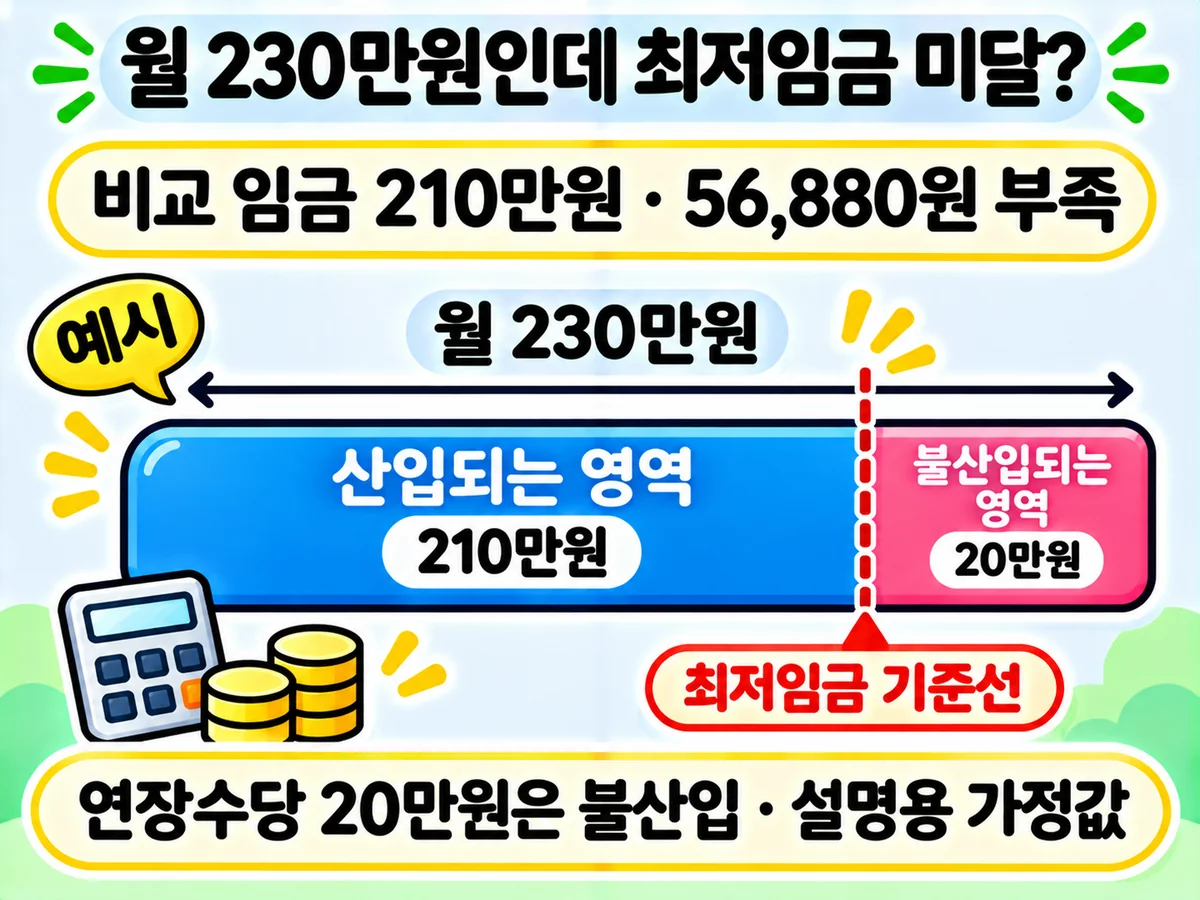 월 230만원인데 최저임금 미달?
비교 임금 210만원 · 56,880원 부족
예시
월 230만원
산입되는 영역
210만원
불산입되는
영역
20만원
최저임금 기준선
연장수당 20만원은 불산입 · 설명용 가정값